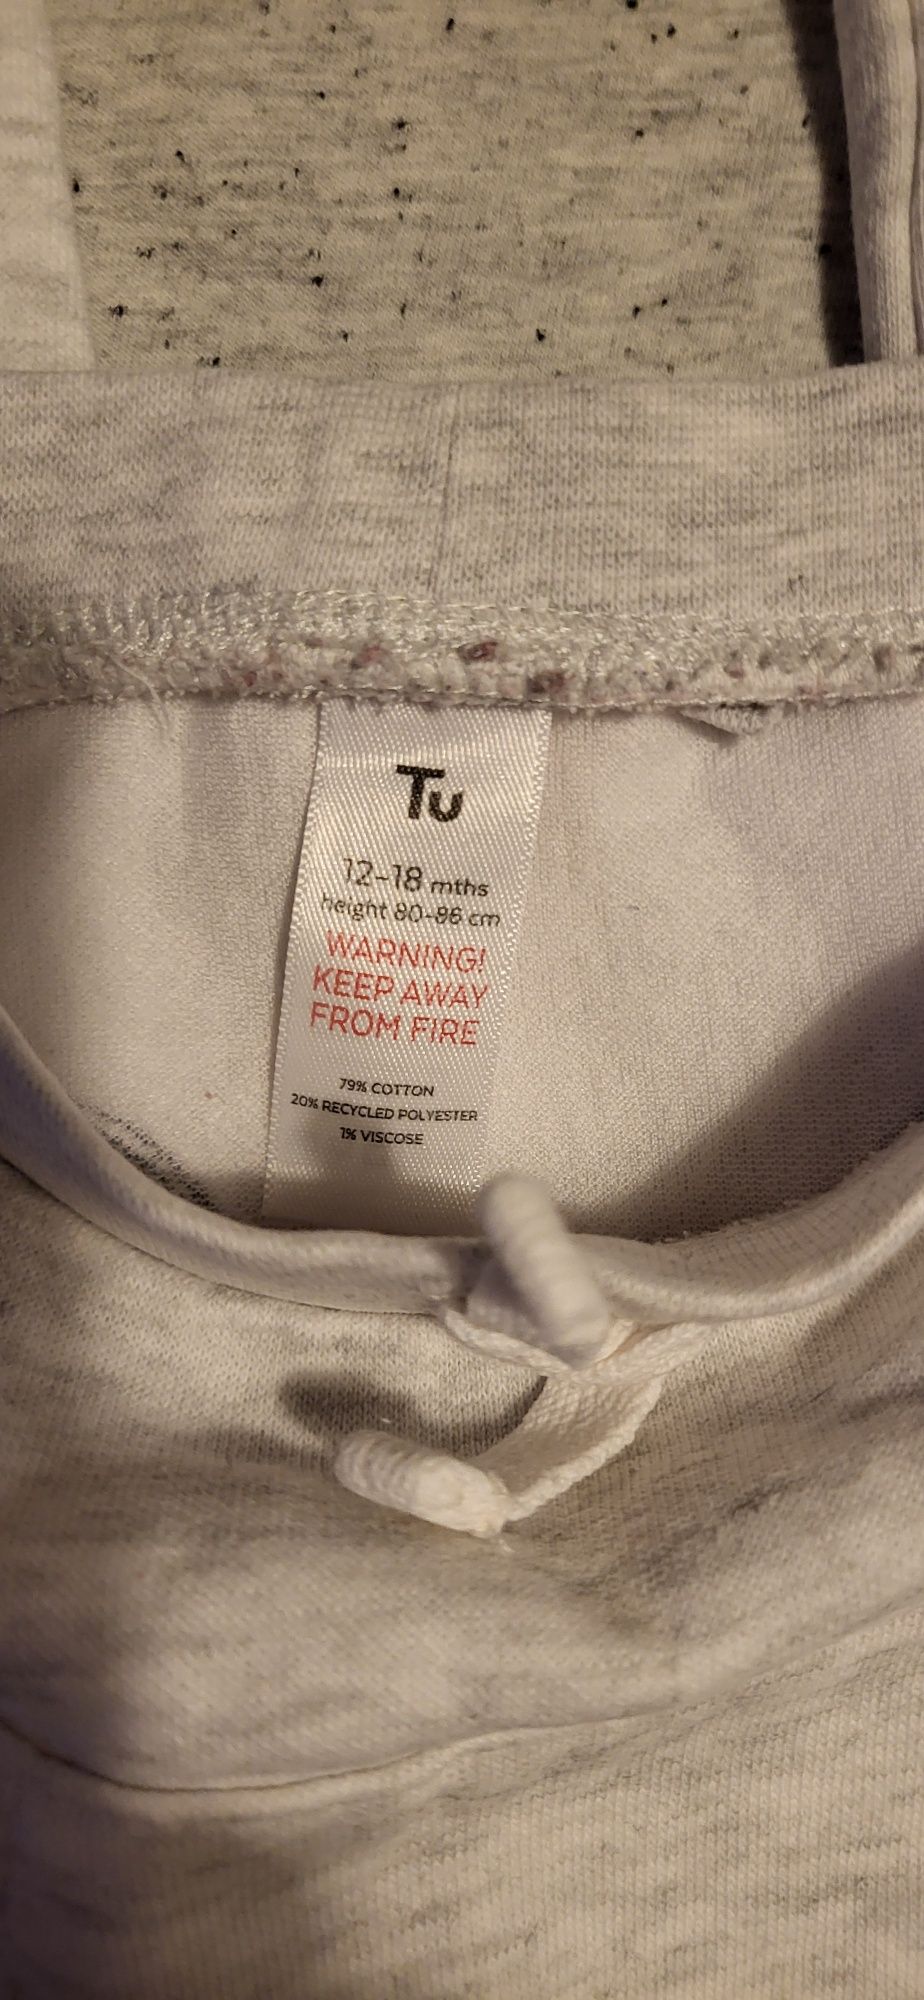 Tu
12-18 mths
height 80-86 cm
WARNING!
KEEP AWAY
FROM FIRE
79% COTTON
20% RECYCLED POLYESTER
1% VISCOSE